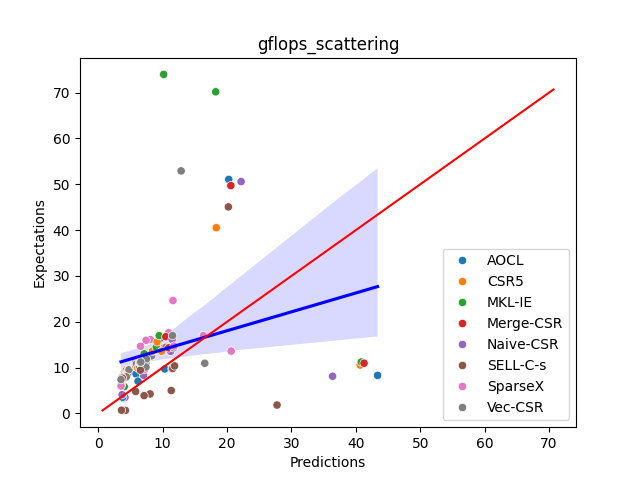 gflops_scattering
Expectations
70
60
50
40
30
20
10
0
0 10 20 30 40 50 60 70
Predictions
AOCL
CSR5
MKL-IE
Merge-CSR
Naive-CSR
SELL-C-s
SparseX
Vec-CSR